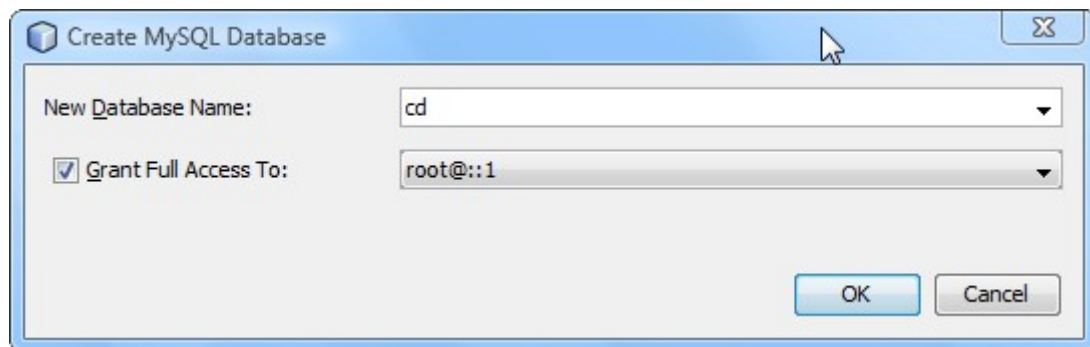 Create MySQL Database
New Database Name: cd
Grant Full Access To: root@::1
OK Cancel